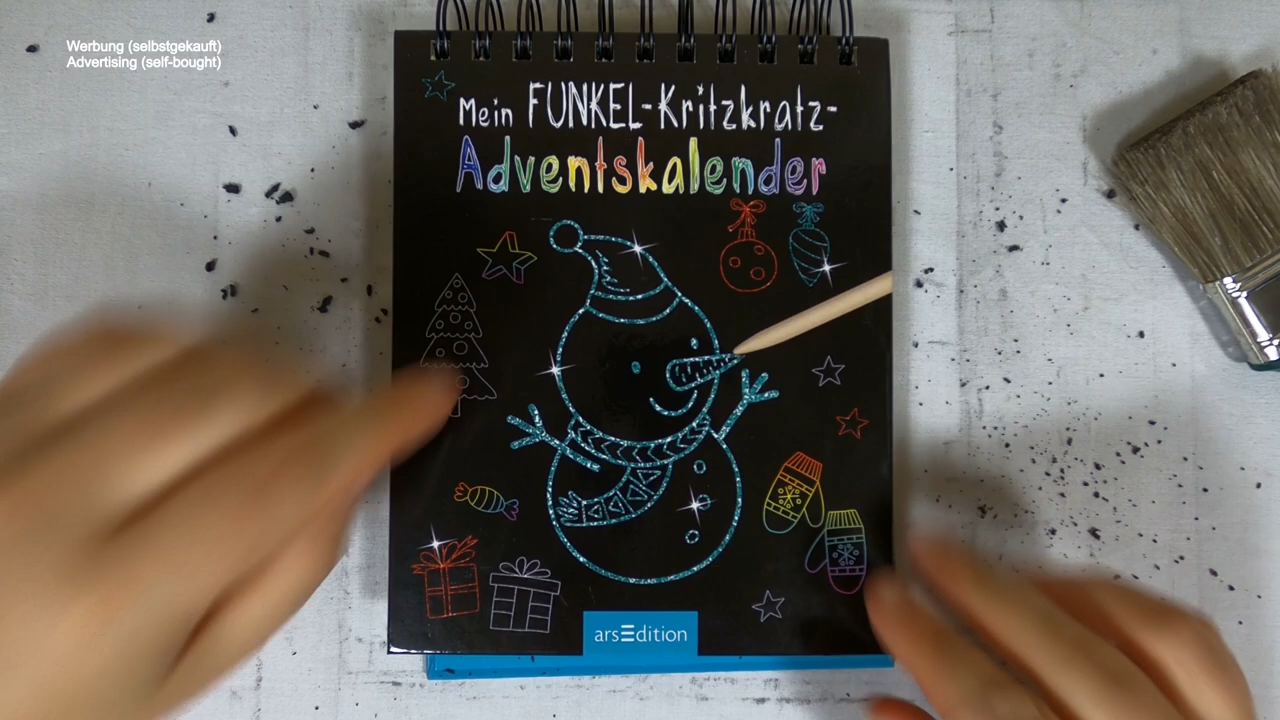 Werbung (selbstgekauft)
Advertising (self-bought)
Mein FUNKEL-Kritzkratz-
Adventskalender
arsEdition